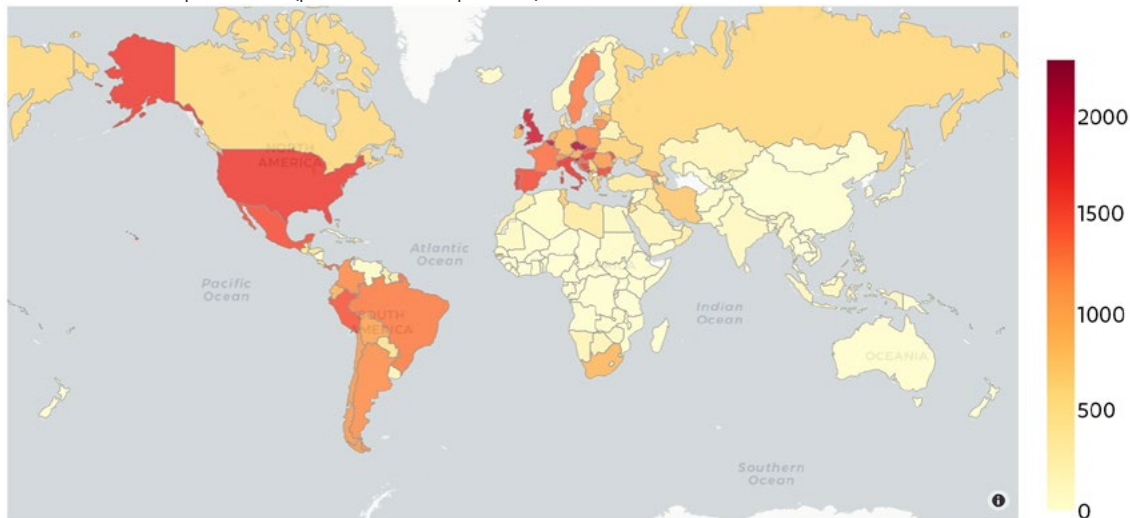 NORTH
AMERICA
Atlantic
Ocean
Pacific
Ocean
SOUTH
AMERICA
Indian
Ocean
OCEANIA
Southern
Ocean
i
2000
1500
1000
500
0